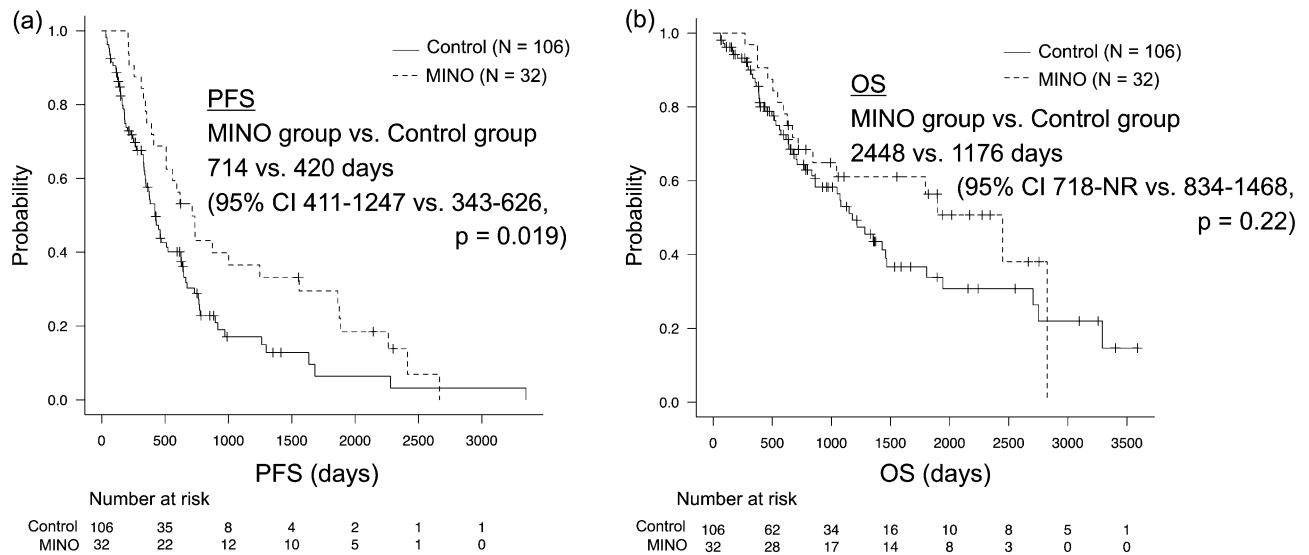 (a)
Control (N = 106)
MINO (N = 32)
PFS
MINO group vs. Control group
714 vs. 420 days
(95% CI 411-1247 vs. 343-626,
p = 0.019)
Probability
1.0
0.8
0.6
0.4
0.2
0.0
0 500 1000 1500 2000 2500 3000
PFS (days)
Number at risk
Control 106 35 8 4 2 1 1
MINO 32 22 12 10 5 1 0
(b)
Control (N = 106)
MINO (N = 32)
OS
MINO group vs. Control group
2448 vs. 1176 days
(95% CI 718-NR vs. 834-1468,
p = 0.22)
Probability
1.0
0.8
0.6
0.4
0.2
0.0
0 500 1000 1500 2000 2500 3000 3500
OS (days)
Number at risk
Control 106 62 34 16 10 8 5 1
MINO 32 28 17 14 8 3 0 0